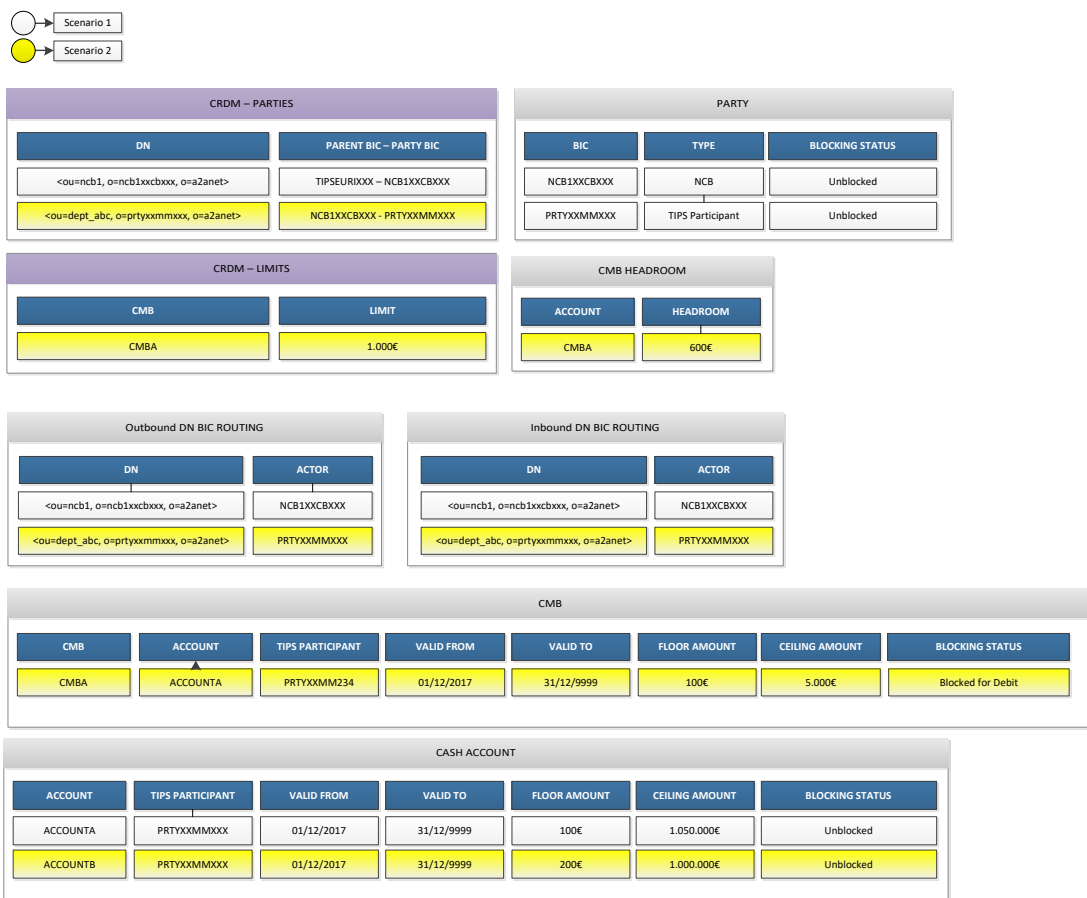 Scenario 1
Scenario 2
CRDM – PARTIES
DN PARENT BIC – PARTY BIC
<ou=ncb1, o=ncb1xxcbxxx, o=a2anet> TIPSEURIXXX – NCB1XXCBXXX
<ou=dept_abc, o=prtyxxmmxxx, o=a2anet> NCB1XXCBXXX - PRTYXXMMXXX
PARTY
BIC TYPE BLOCKING STATUS
NCB1XXCBXXX NCB Unblocked
PRTYXXMMXXX TIPS Participant Unblocked
CRDM – LIMITS
CMB LIMIT
CMBA 1.000€
CMB HEADROOM
ACCOUNT HEADROOM
CMBA 600€
Outbound DN BIC ROUTING
DN ACTOR
<ou=ncb1, o=ncb1xxcbxxx, o=a2anet> NCB1XXCBXXX
<ou=dept_abc, o=prtyxxmmxxx, o=a2anet> PRTYXXMMXXX
Inbound DN BIC ROUTING
DN ACTOR
<ou=ncb1, o=ncb1xxcbxxx, o=a2anet> NCB1XXCBXXX
<ou=dept_abc, o=prtyxxmmxxx, o=a2anet> PRTYXXMMXXX
CMB
CMB ACCOUNT TIPS PARTICIPANT VALID FROM VALID TO FLOOR AMOUNT CEILING AMOUNT BLOCKING STATUS
CMBA ACCOUNTA PRTYXXMM234 01/12/2017 31/12/9999 100€ 5.000€ Blocked for Debit
CASH ACCOUNT
ACCOUNT TIPS PARTICIPANT VALID FROM VALID TO FLOOR AMOUNT CEILING AMOUNT BLOCKING STATUS
ACCOUNTA PRTYXXMMXXX 01/12/2017 31/12/9999 100€ 1.050.000€ Unblocked
ACCOUNTB PRTYXXMMXXX 01/12/2017 31/12/9999 200€ 1.000.000€ Unblocked